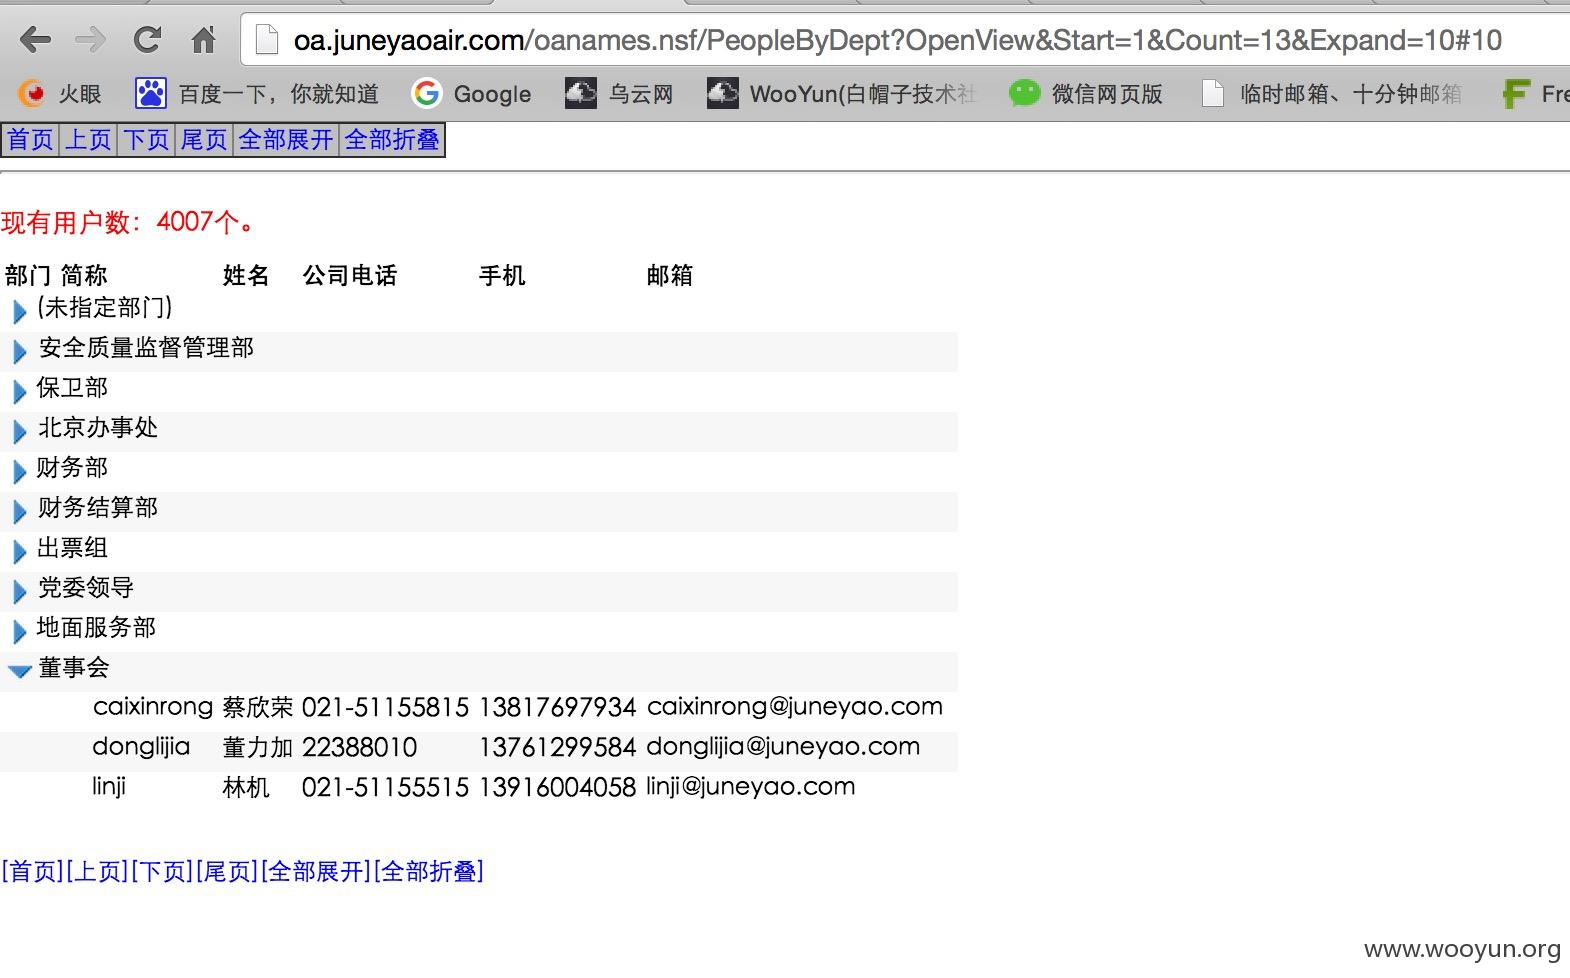 oa.juneyaoair.com/oanames.nsf/PeopleByDept?OpenView&Start=1&Count=13&Expand=10#10
火眼 百度一下，你就知道 Google 乌云网 WooYun(白帽子技术社 微信网页版 临时邮箱、十分钟邮箱 Fre
首页 上页 下页 尾页 全部展开 全部折叠
现有用户数：4007个。
部门 简称 姓名 公司电话 手机 邮箱
(未指定部门)
安全质量监督管理部
保卫部
北京办事处
财务部
财务结算部
出票组
党委领导
地面服务部
董事会
caixinrong 蔡欣荣 021-51155815 13817697934 caixinrong@juneyao.com
donglijia 董力加 22388010 13761299584 donglijia@juneyao.com
linji 林机 021-51155515 13916004058 linji@juneyao.com
[首页][上页][下页][尾页][全部展开][全部折叠]
www.wooyun.org